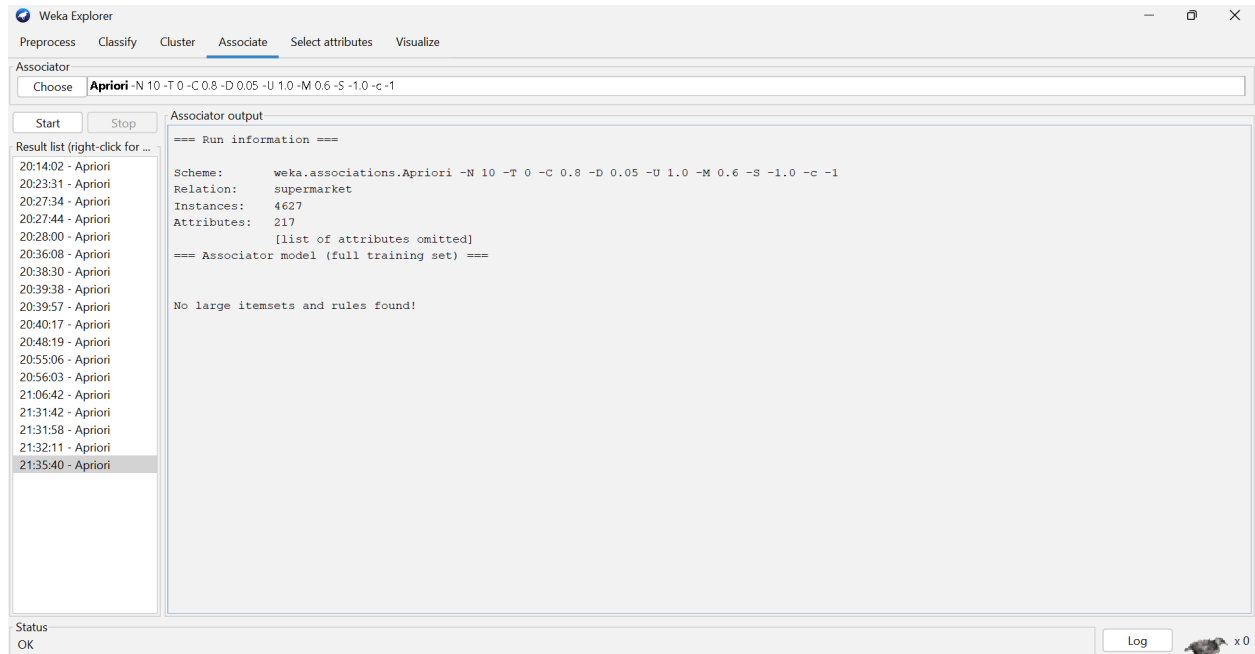 Weka Explorer
Preprocess Classify Cluster Associate Select attributes Visualize
Associator
Choose Apriori -N 10 -T 0 -C 0.8 -D 0.05 -U 1.0 -M 0.6 -S -1.0 -c -1
Start Stop
Result list (right-click for ...
20:14:02 - Apriori
20:23:31 - Apriori
20:27:34 - Apriori
20:27:44 - Apriori
20:28:00 - Apriori
20:36:08 - Apriori
20:38:30 - Apriori
20:39:38 - Apriori
20:39:57 - Apriori
20:40:17 - Apriori
20:48:19 - Apriori
20:55:06 - Apriori
20:56:03 - Apriori
21:06:42 - Apriori
21:31:42 - Apriori
21:31:58 - Apriori
21:32:11 - Apriori
21:35:40 - Apriori
Associator output
=== Run information ===
Scheme: weka.associations.Apriori -N 10 -T 0 -C 0.8 -D 0.05 -U 1.0 -M 0.6 -S -1.0 -c -1
Relation: supermarket
Instances: 4627
Attributes: 217
[list of attributes omitted]
=== Associator model (full training set) ===
No large itemsets and rules found!
Status
OK
Log x 0